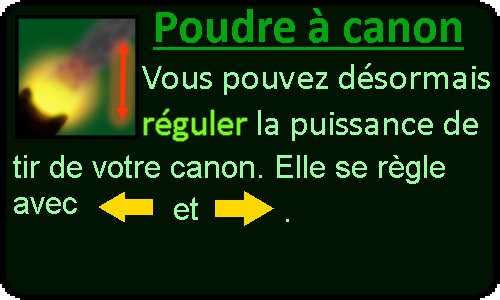 Poudre à canon
Vous pouvez désormais
réguler la puissance de
tir de votre canon. Elle se règle
avec et .